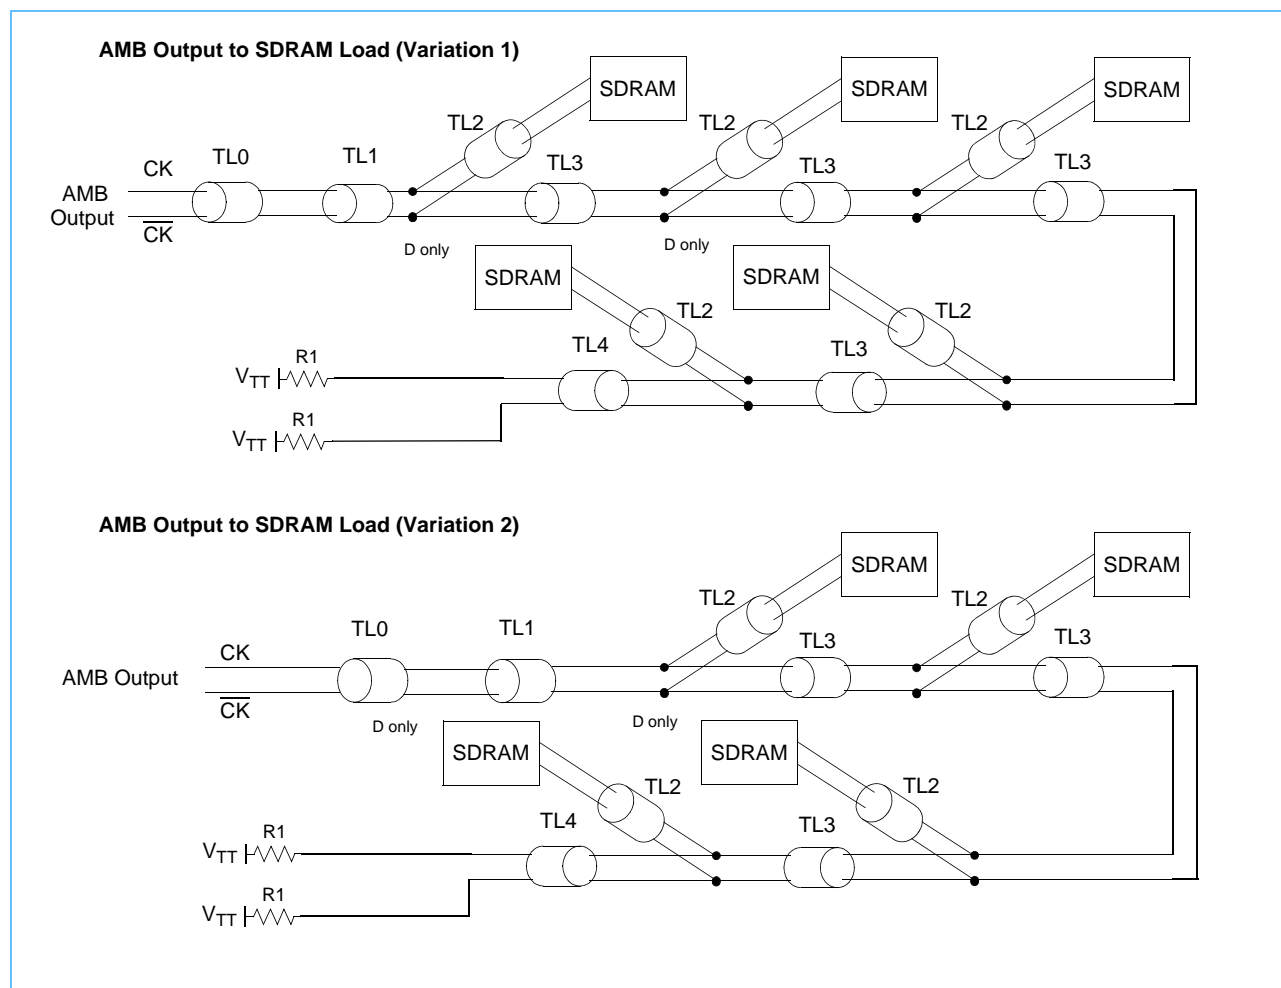 AMB Output to SDRAM Load (Variation 1)
SDRAM
SDRAM
SDRAM
TL2
TL2
TL2
TL0
TL1
TL3
TL3
TL3
CK
AMB
Output
C̅K̅
D only
D only
SDRAM
SDRAM
TL2
TL2
TL4
TL3
R1
VTT
R1
VTT
AMB Output to SDRAM Load (Variation 2)
SDRAM
SDRAM
TL2
TL2
TL0
TL1
TL3
TL3
CK
AMB Output
C̅K̅
D only
D only
SDRAM
SDRAM
TL2
TL2
TL4
TL3
R1
VTT
R1
VTT